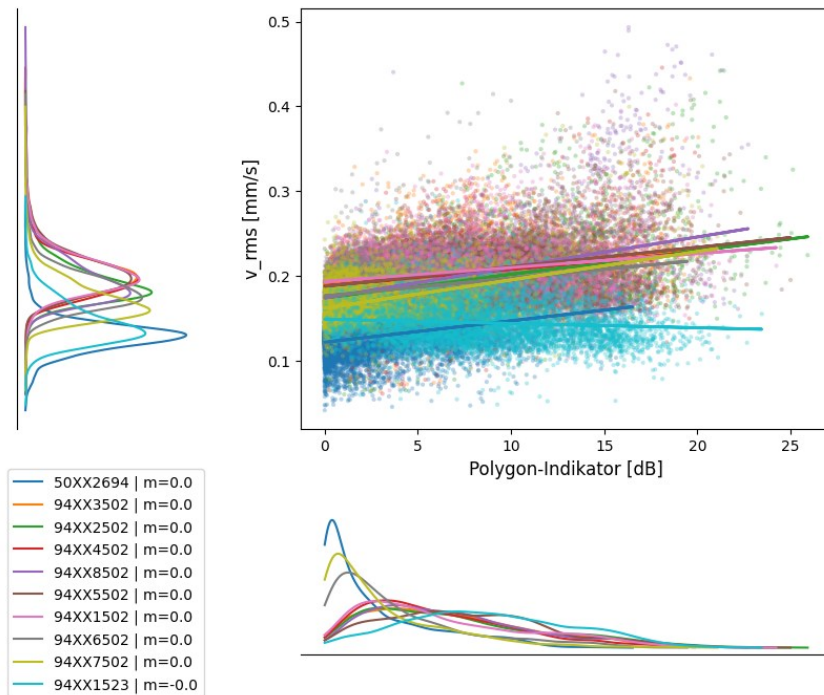 0.5
0.4
0.3
0.2
0.1
v_rms [mm/s]
0 5 10 15 20 25
Polygon-Indikator [dB]
50XX2694 | m=0.0
94XX3502 | m=0.0
94XX2502 | m=0.0
94XX4502 | m=0.0
94XX8502 | m=0.0
94XX5502 | m=0.0
94XX1502 | m=0.0
94XX6502 | m=0.0
94XX7502 | m=0.0
94XX1523 | m=-0.0